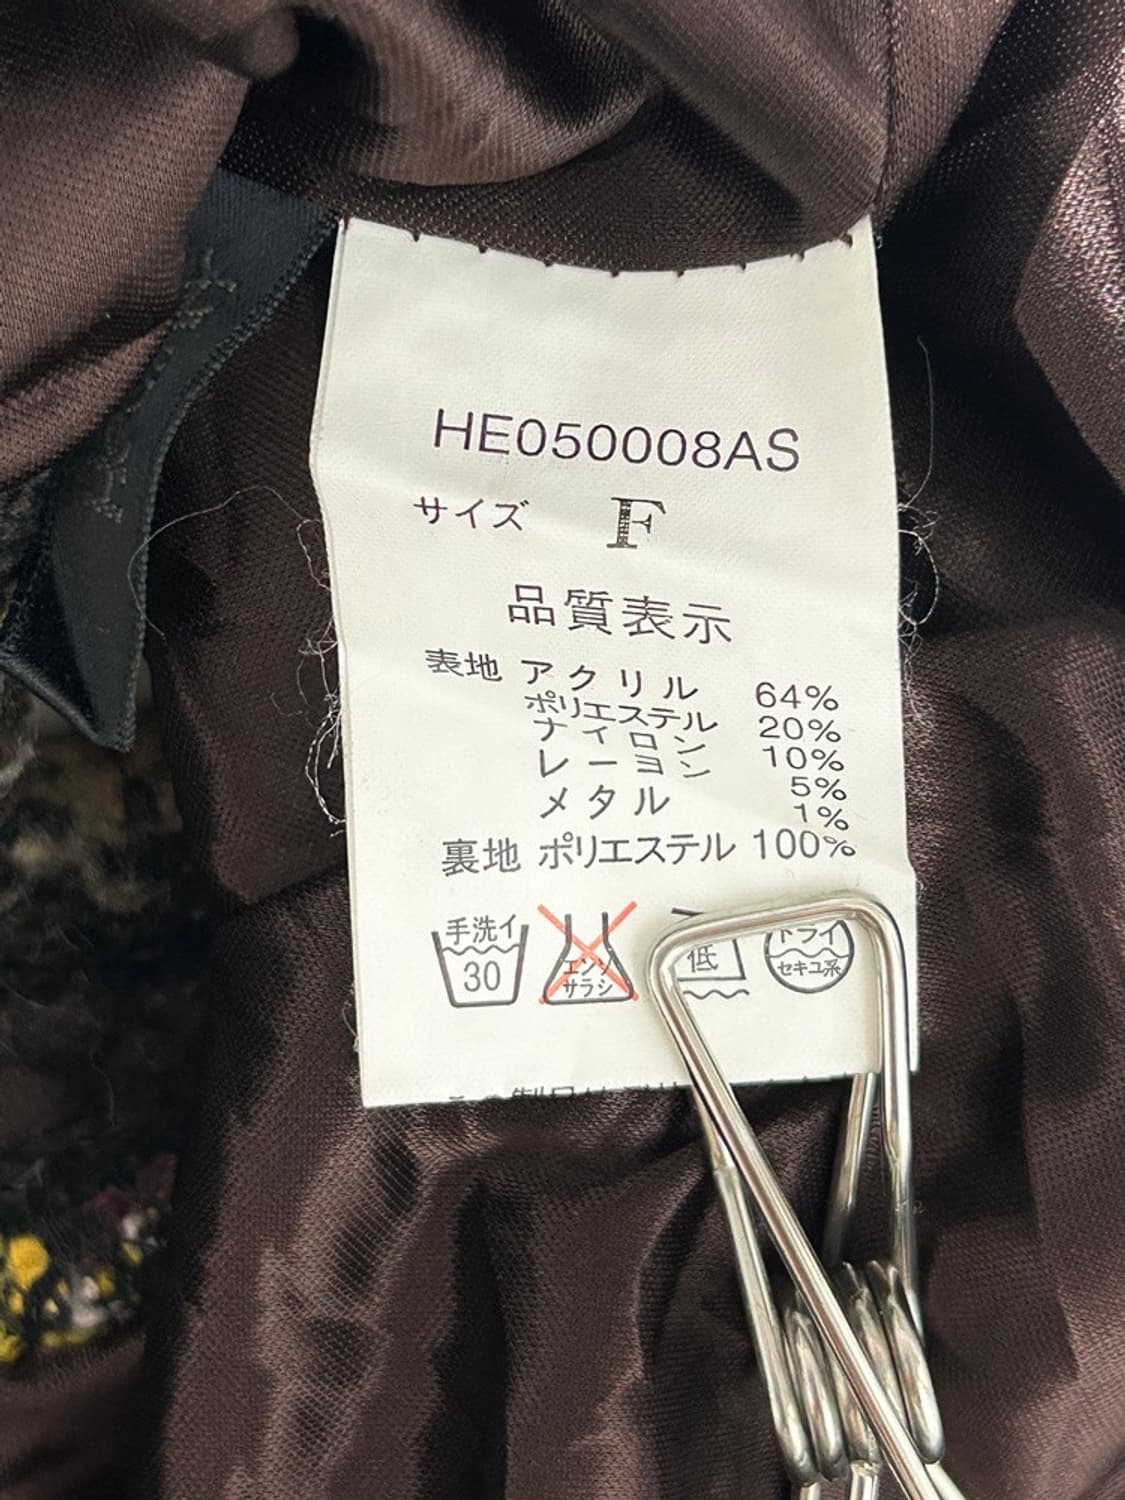 HE050008AS
サイズ F
品質表示
表地 アクリル 64%
ポリエステル 20%
ナイロン 10%
レーヨン 5%
メタル 1%
裏地 ポリエステル 100%
手洗イ 30
エンソサラシ
低
ドライ セキユ系